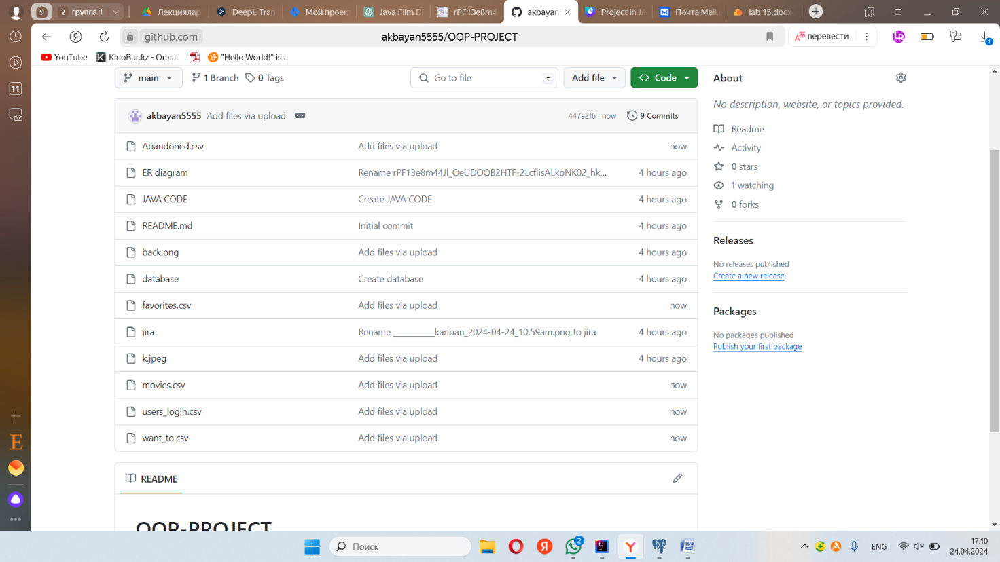 9
2 группа 1
Лекциялар
DeepL Tran
Мой проек
Java Film D
rPF13e8m4
akbayan5
Project in JA
Почта Mail.
lab 15.docx
github.com
akbayan5555/OOP-PROJECT
перевести
1
YouTube
KinoBar.kz - Онла
"Hello World!" is a
11
main
1 Branch
0 Tags
Go to file
t
Add file
Code
akbayan5555 Add files via upload
447a2f6 · now
9 Commits
Abandoned.csv Add files via upload now
ER diagram Rename rPF13e8m44Jl_OeUDOQB2HTF-2LcfIisALkpNK02_hk... 4 hours ago
JAVA CODE Create JAVA CODE 4 hours ago
README.md Initial commit 4 hours ago
back.png Add files via upload 4 hours ago
database Create database 4 hours ago
favorites.csv Add files via upload now
jira Rename __________kanban_2024-04-24_10.59am.png to jira 4 hours ago
k.jpeg Add files via upload 4 hours ago
movies.csv Add files via upload now
users_login.csv Add files via upload now
want_to.csv Add files via upload now
README
OOP-PROJECT
About
No description, website, or topics provided.
Readme
Activity
0 stars
1 watching
0 forks
Releases
No releases published
Create a new release
Packages
No packages published
Publish your first package
Поиск
2
ENG
17:10
24.04.2024